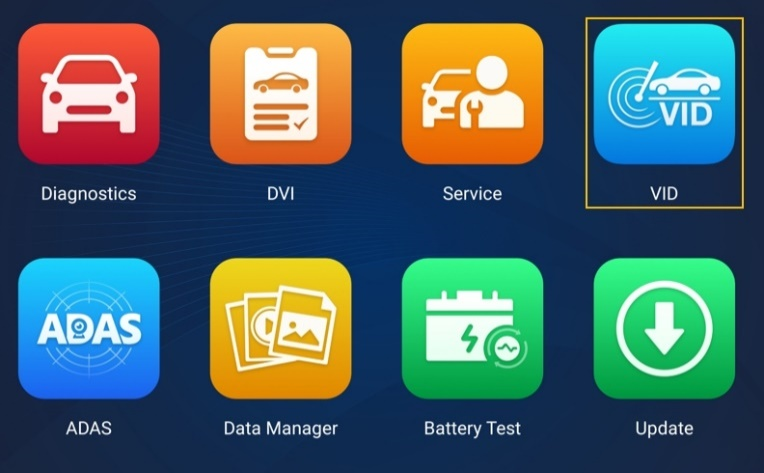 VID
Diagnostics
DVI
Service
VID
ADAS
ADAS
Data Manager
Battery Test
Update